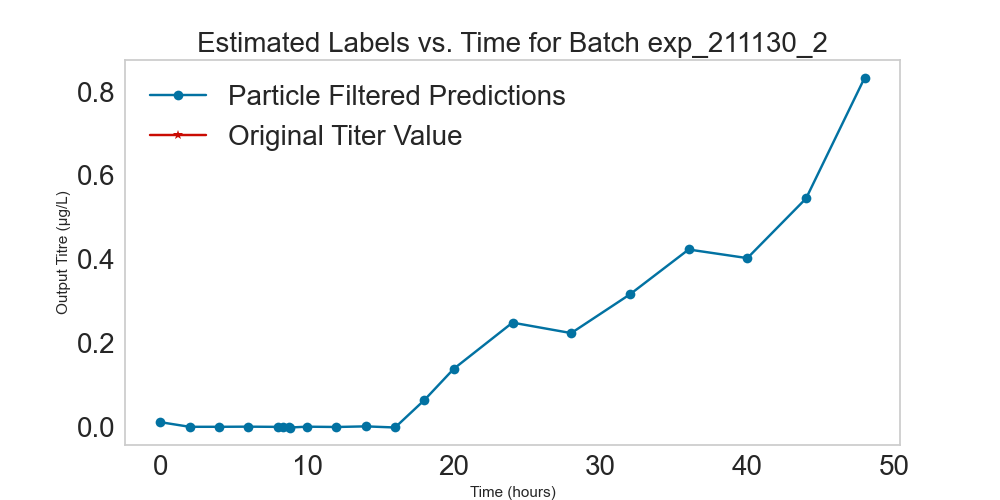 Estimated Labels vs. Time for Batch exp_211130_2
Particle Filtered Predictions
Original Titer Value
Output Titre (µg/L)
0.8
0.6
0.4
0.2
0.0
0 10 20 30 40 50
Time (hours)